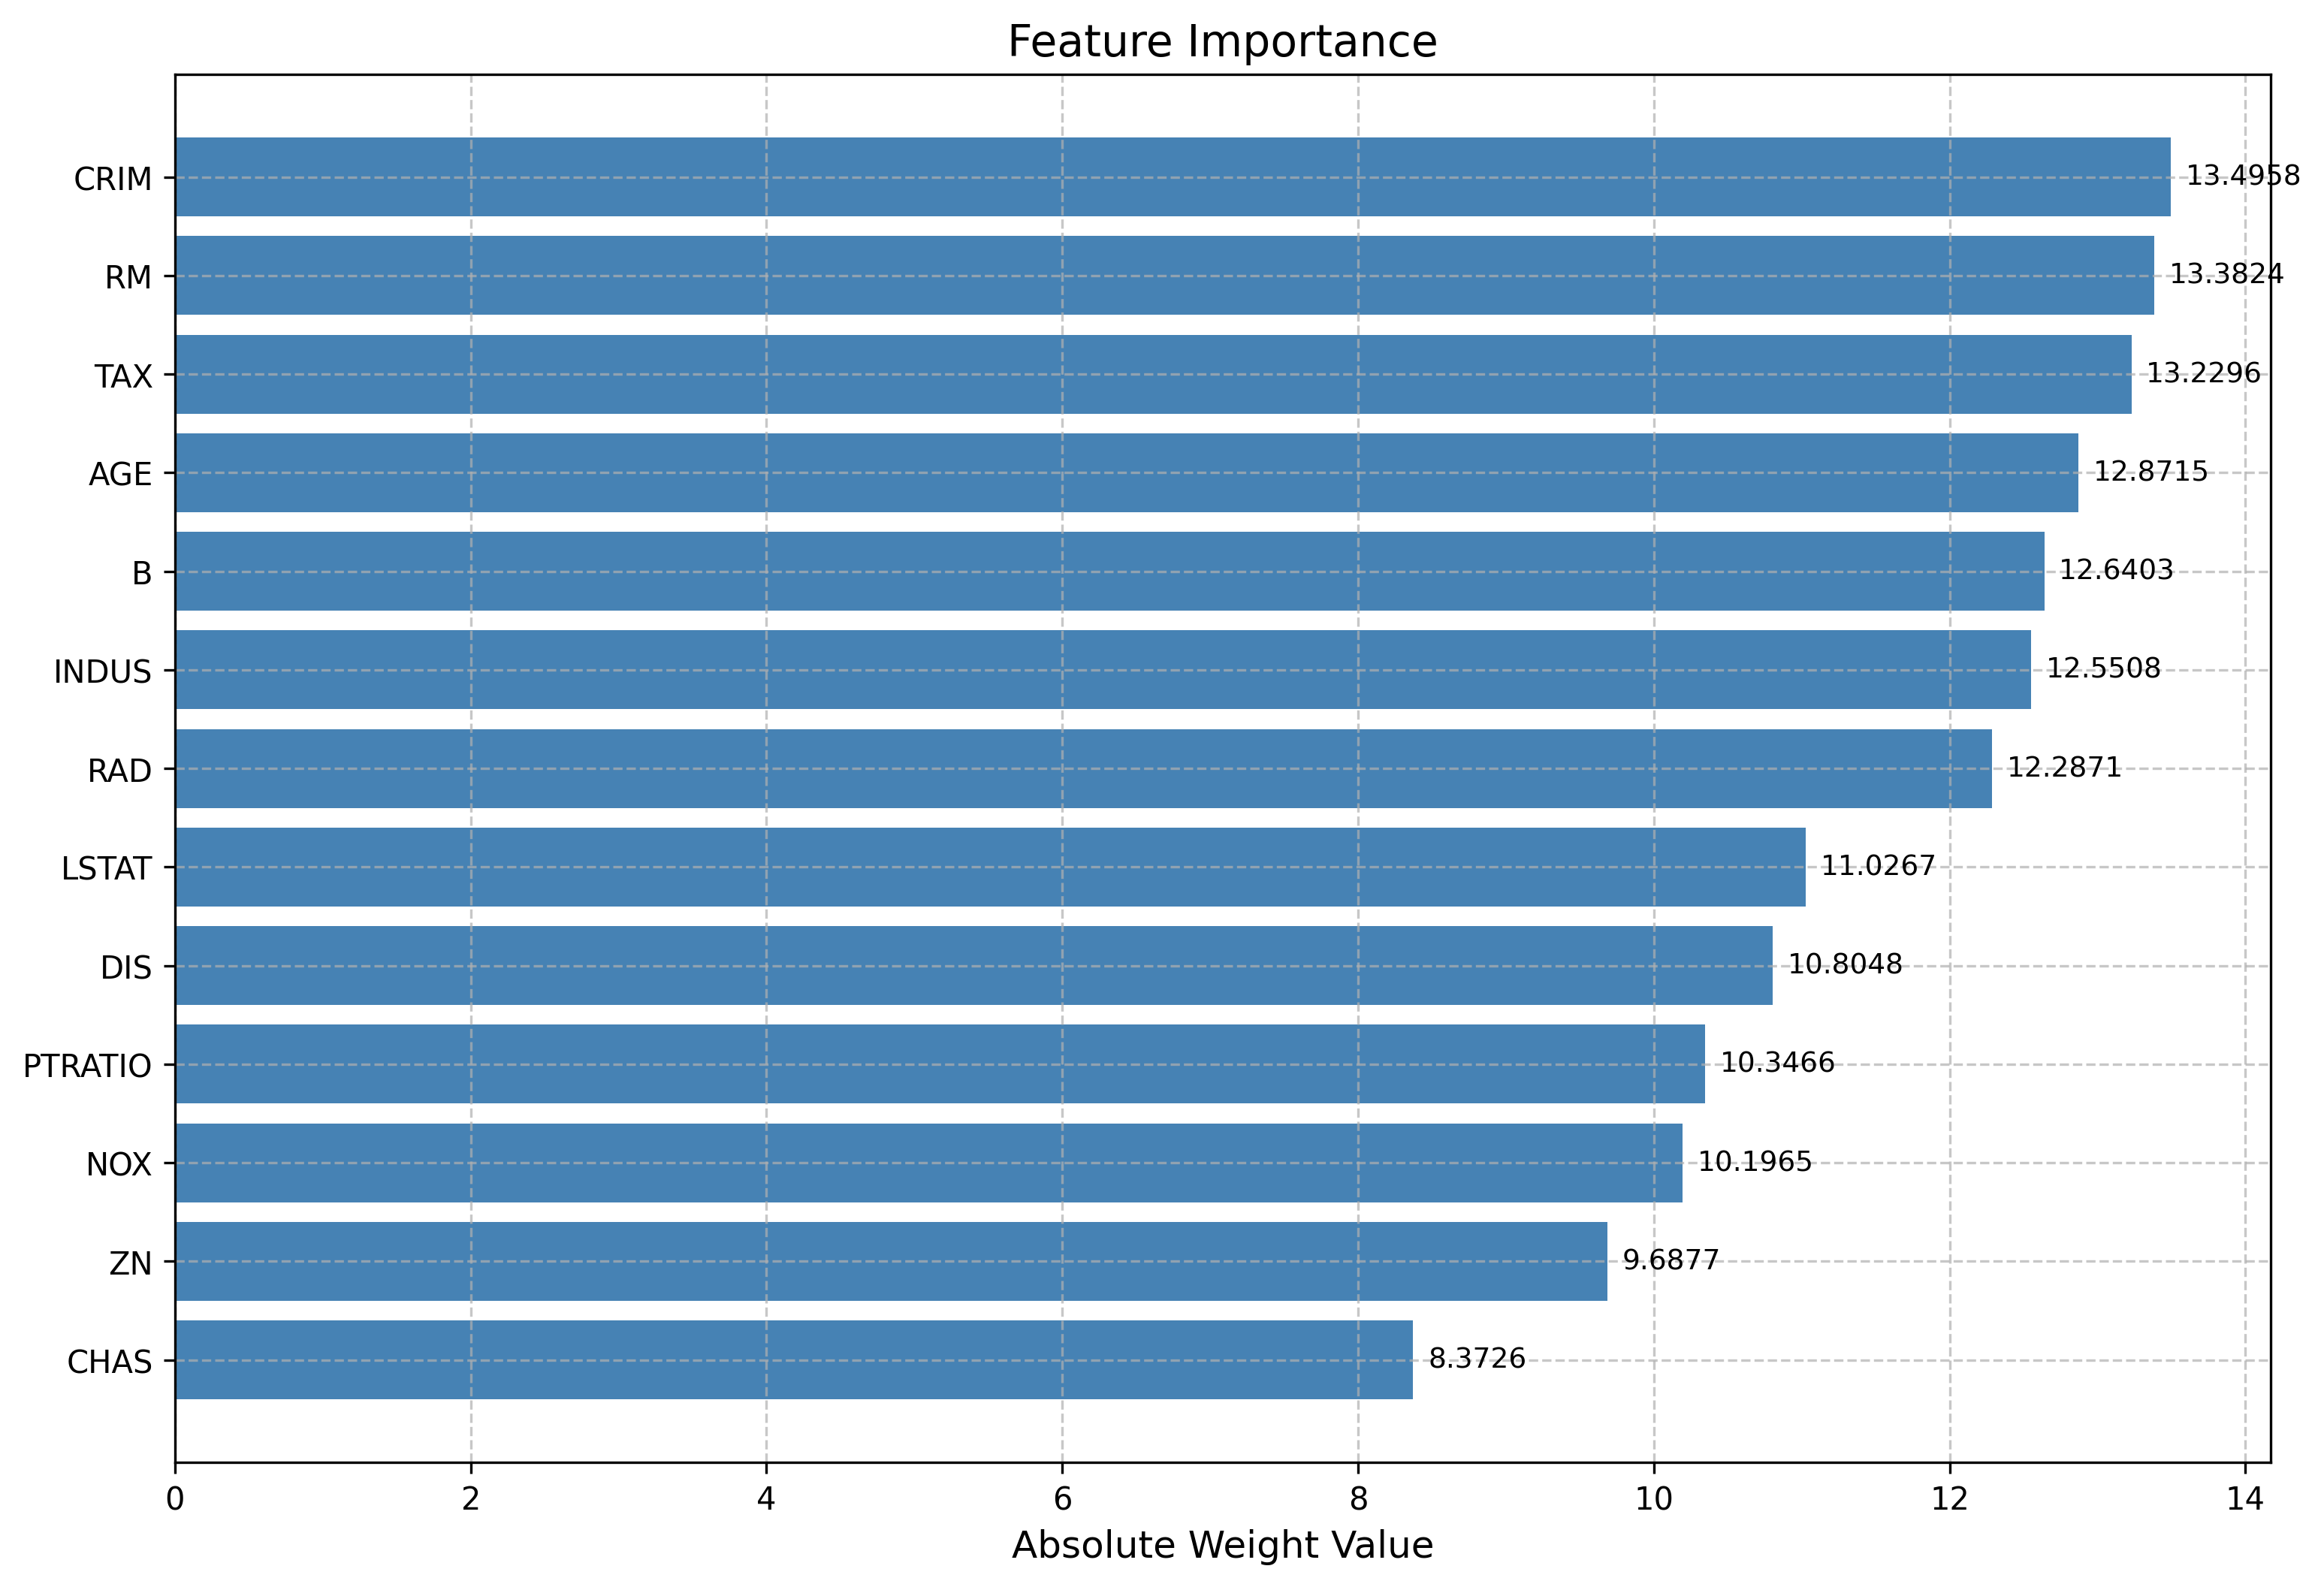 Feature Importance
CRIM 13.4958
RM 13.3824
TAX 13.2296
AGE 12.8715
B 12.6403
INDUS 12.5508
RAD 12.2871
LSTAT 11.0267
DIS 10.8048
PTRATIO 10.3466
NOX 10.1965
ZN 9.6877
CHAS 8.3726
0 2 4 6 8 10 12 14
Absolute Weight Value